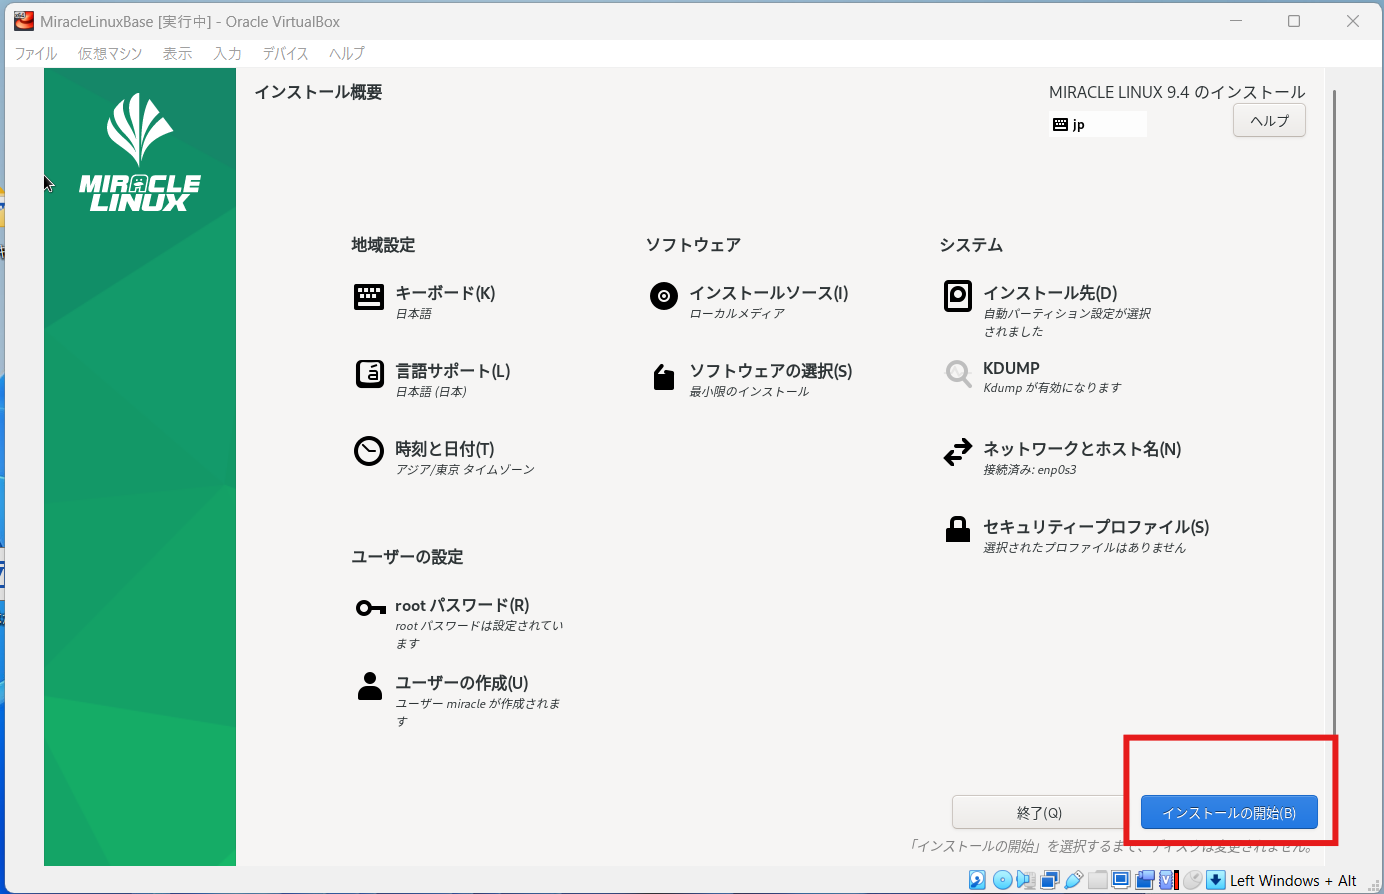 MiracleLinuxBase [実行中] - Oracle VirtualBox
ファイル 仮想マシン 表示 入力 デバイス ヘルプ
MIRACLE
LINUX
インストール概要
MIRACLE LINUX 9.4 のインストール
jp
ヘルプ
地域設定
キーボード(K)
日本語
言語サポート(L)
日本語 (日本)
時刻と日付(T)
アジア/東京 タイムゾーン
ソフトウェア
インストールソース(I)
ローカルメディア
ソフトウェアの選択(S)
最小限のインストール
システム
インストール先(D)
自動パーティション設定が選択
されました
KDUMP
Kdump が有効になります
ネットワークとホスト名(N)
接続済み: enp0s3
セキュリティープロファイル(S)
選択されたプロファイルはありません
ユーザーの設定
root パスワード(R)
root パスワードは設定されてい
ます
ユーザーの作成(U)
ユーザー miracle が作成されま
す
終了(Q)
インストールの開始(B)
「インストールの開始」を選択するまで、ディスクは変更されません。
Left Windows + Alt